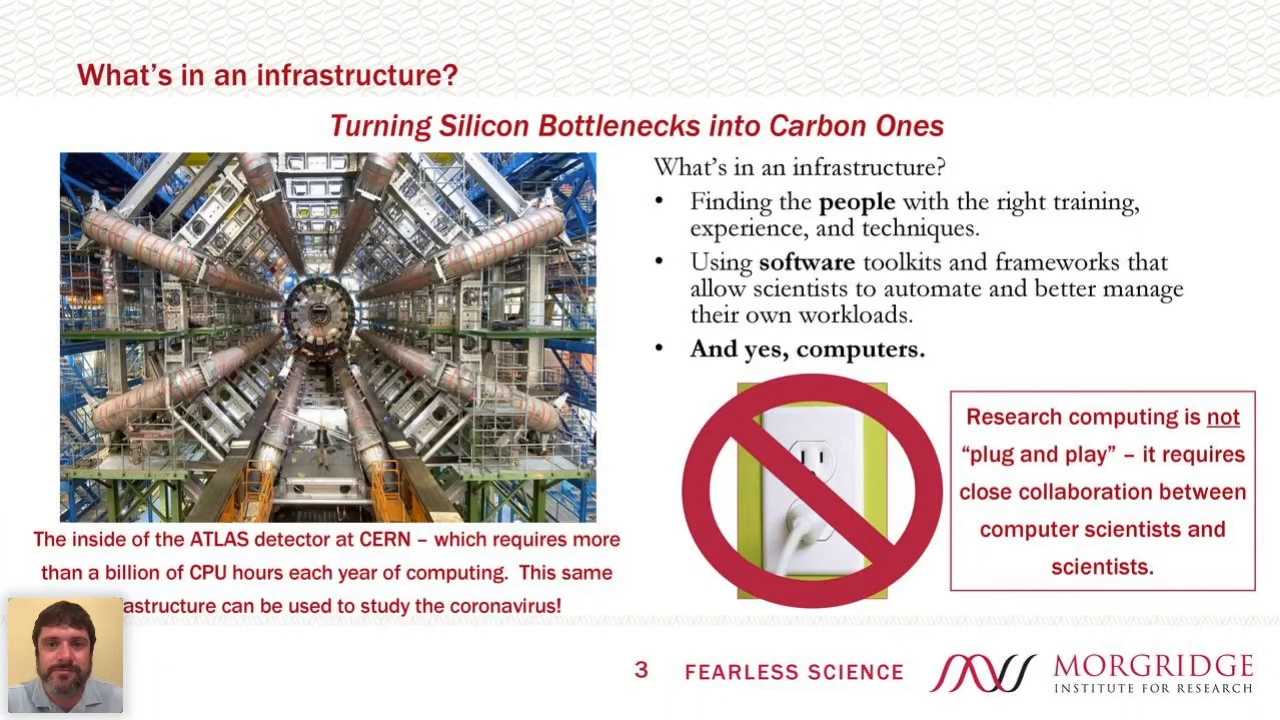 What's in an infrastructure?
Turning Silicon Bottlenecks into Carbon Ones
What's in an infrastructure?
• Finding the people with the right training,
experience, and techniques.
• Using software toolkits and frameworks that
allow scientists to automate and better manage
their own workloads.
• And yes, computers.
Research computing is not
“plug and play” – it requires
close collaboration between
computer scientists and
scientists.
The inside of the ATLAS detector at CERN – which requires more
than a billion of CPU hours each year of computing. This same
astructure can be used to study the coronavirus!
3 FEARLESS SCIENCE
MORGRIDGE
INSTITUTE FOR RESEARCH